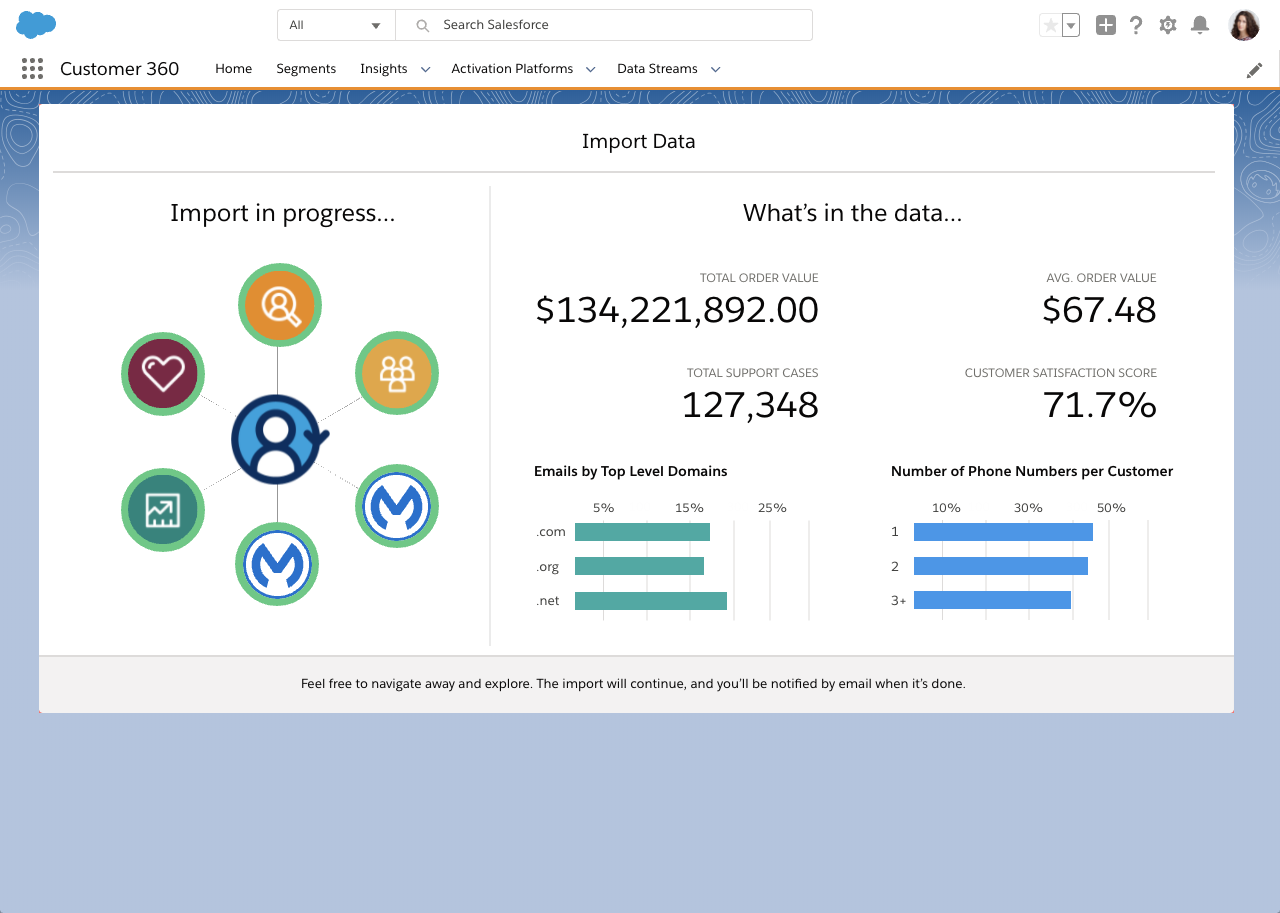 All
Search Salesforce
Customer 360
Home
Segments
Insights
Activation Platforms
Data Streams
Import Data
Import in progress...
What’s in the data...
TOTAL ORDER VALUE
$134,221,892.00
AVG. ORDER VALUE
$67.48
TOTAL SUPPORT CASES
127,348
CUSTOMER SATISFACTION SCORE
71.7%
Emails by Top Level Domains
5% 15% 25%
.com
.org
.net
Number of Phone Numbers per Customer
10% 30% 50%
1
2
3+
Feel free to navigate away and explore. The import will continue, and you’ll be notified by email when it’s done.